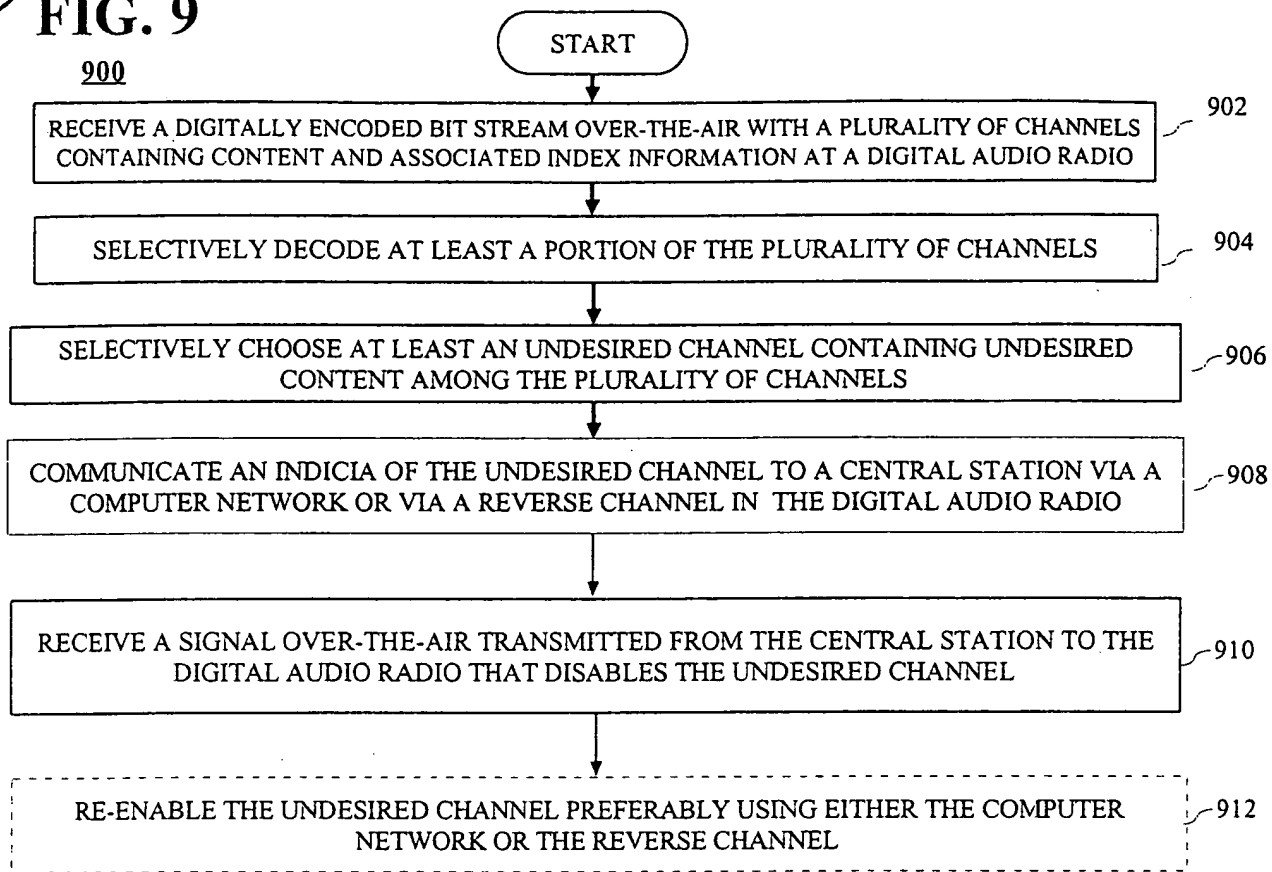 FIG. 9
900
START
RECEIVE A DIGITALLY ENCODED BIT STREAM OVER-THE-AIR WITH A PLURALITY OF CHANNELS
CONTAINING CONTENT AND ASSOCIATED INDEX INFORMATION AT A DIGITAL AUDIO RADIO
902
SELECTIVELY DECODE AT LEAST A PORTION OF THE PLURALITY OF CHANNELS
904
SELECTIVELY CHOOSE AT LEAST AN UNDESIRED CHANNEL CONTAINING UNDESIRED
CONTENT AMONG THE PLURALITY OF CHANNELS
906
COMMUNICATE AN INDICIA OF THE UNDESIRED CHANNEL TO A CENTRAL STATION VIA A
COMPUTER NETWORK OR VIA A REVERSE CHANNEL IN THE DIGITAL AUDIO RADIO
908
RECEIVE A SIGNAL OVER-THE-AIR TRANSMITTED FROM THE CENTRAL STATION TO THE
DIGITAL AUDIO RADIO THAT DISABLES THE UNDESIRED CHANNEL
910
RE-ENABLE THE UNDESIRED CHANNEL PREFERABLY USING EITHER THE COMPUTER
NETWORK OR THE REVERSE CHANNEL
912